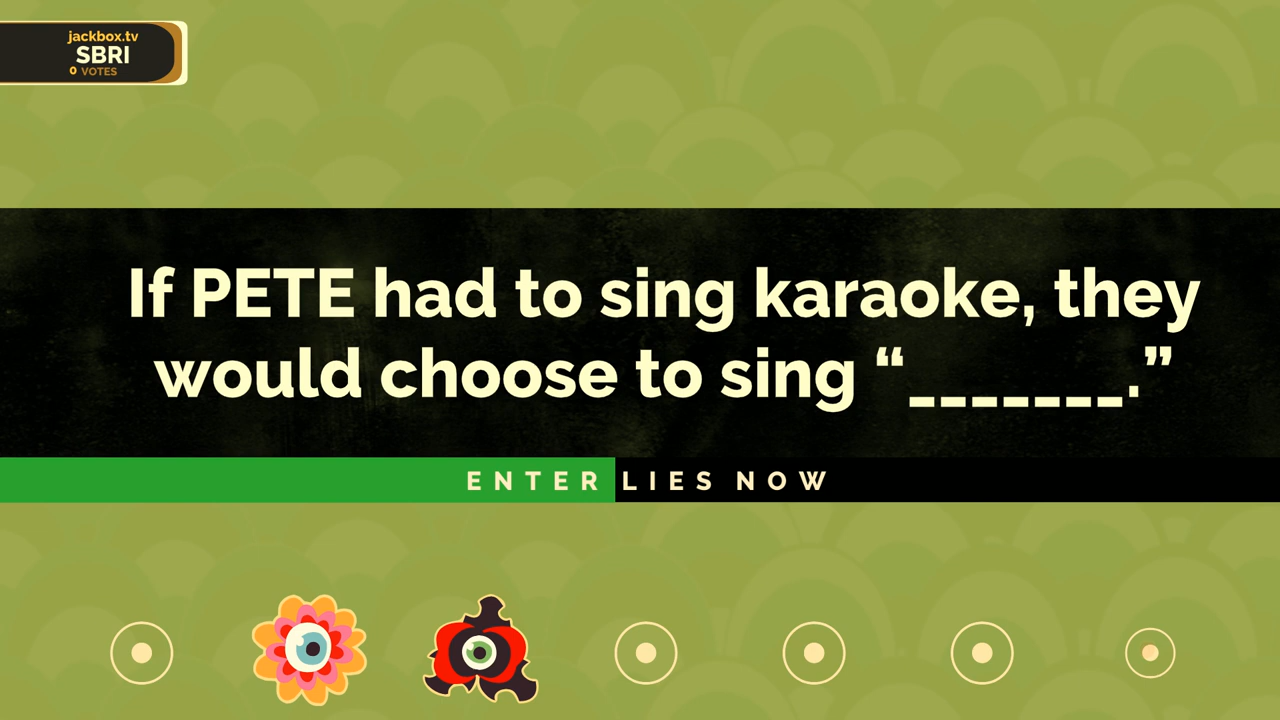 jackbox.tv
SBRI
0 VOTES
If PETE had to sing karaoke, they
would choose to sing “_______.”
ENTER LIES NOW